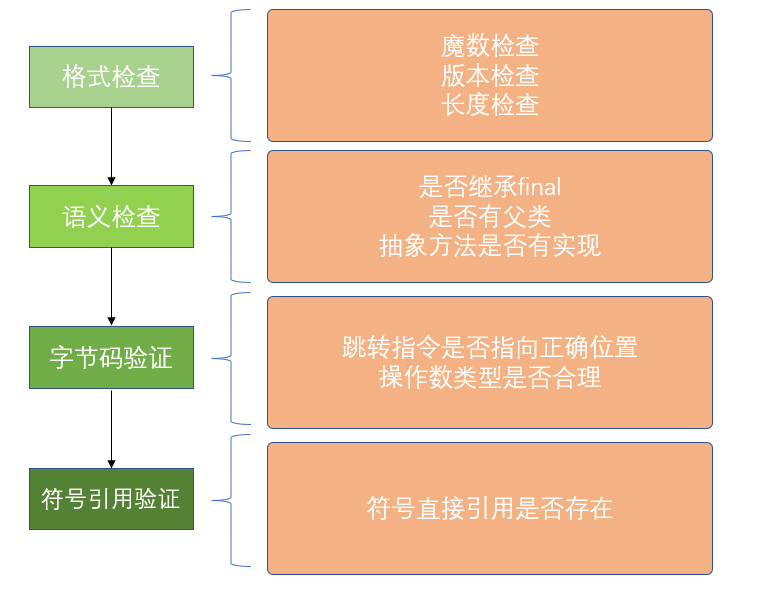 格式检查
魔数检查
版本检查
长度检查
语义检查
是否继承final
是否有父类
抽象方法是否有实现
字节码验证
跳转指令是否指向正确位置
操作数类型是否合理
符号引用验证
符号直接引用是否存在